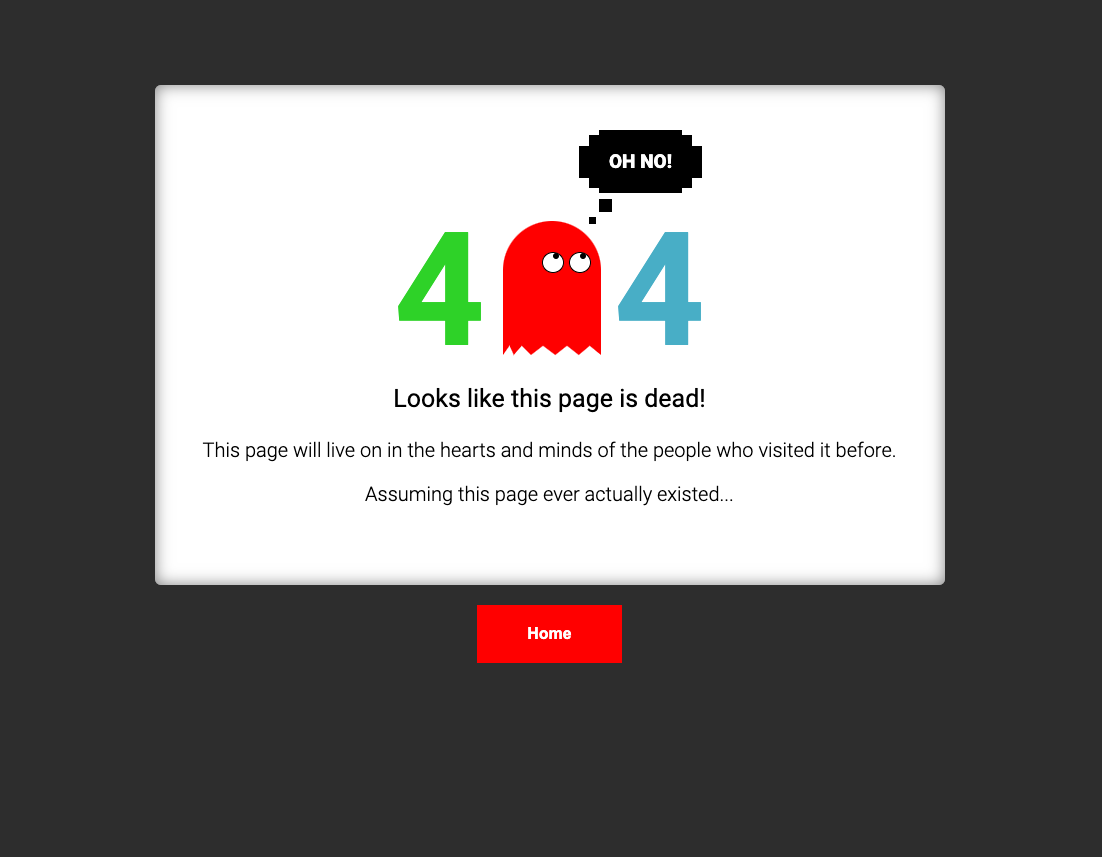 OH NO!
4 4
Looks like this page is dead!
This page will live on in the hearts and minds of the people who visited it before.
Assuming this page ever actually existed...
Home